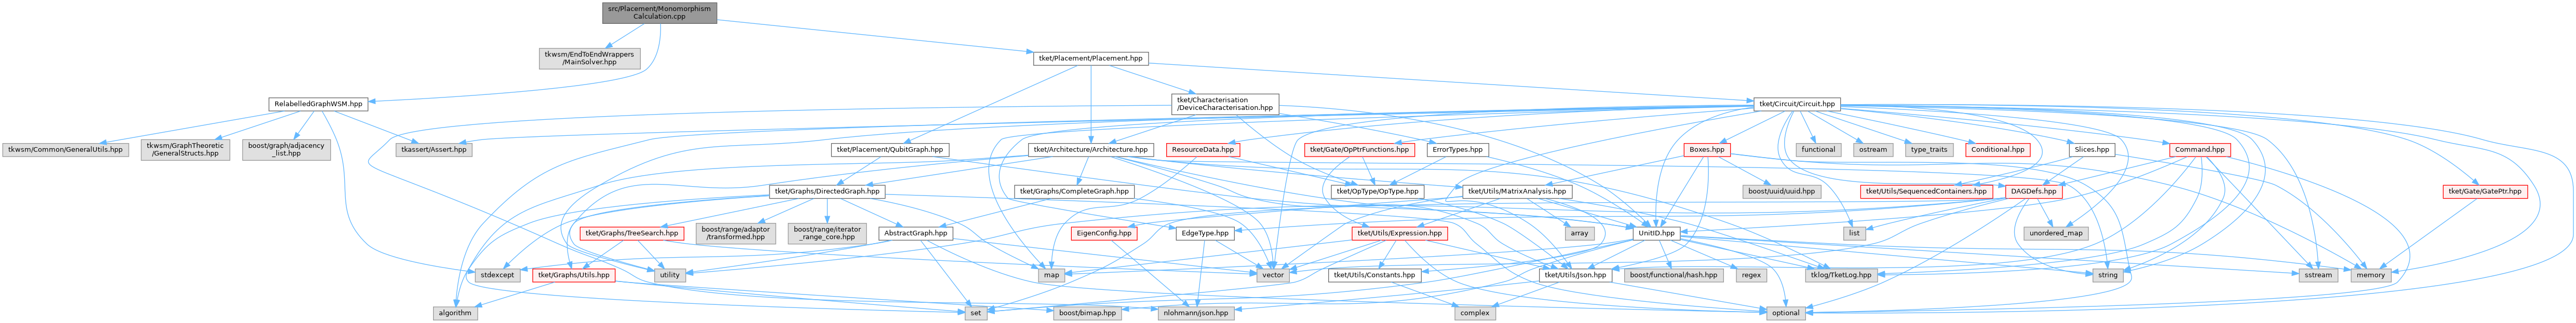 src/Placement/Monomorphism
Calculation.cpp
tkwsm/EndToEndWrappers
/MainSolver.hpp
tket/Placement/Placement.hpp
RelabelledGraphWSM.hpp
tket/Characterisation
/DeviceCharacterisation.hpp
tket/Circuit/Circuit.hpp
tkwsm/Common/GeneralUtils.hpp
tkwsm/GraphTheoretic
/GeneralStructs.hpp
boost/graph/adjacency
_list.hpp
tkassert/Assert.hpp
tket/Placement/QubitGraph.hpp
tket/Architecture/Architecture.hpp
ResourceData.hpp
tket/Gate/OpPtrFunctions.hpp
ErrorTypes.hpp
Boxes.hpp
functional
ostream
type_traits
Conditional.hpp
Slices.hpp
Command.hpp
tket/Graphs/DirectedGraph.hpp
tket/Graphs/CompleteGraph.hpp
tket/OpType/OpType.hpp
tket/Utils/MatrixAnalysis.hpp
boost/uuid/uuid.hpp
tket/Utils/SequencedContainers.hpp
DAGDefs.hpp
tket/Gate/GatePtr.hpp
tket/Graphs/TreeSearch.hpp
boost/range/adaptor
/transformed.hpp
boost/range/iterator
_range_core.hpp
AbstractGraph.hpp
EigenConfig.hpp
EdgeType.hpp
tket/Utils/Expression.hpp
array
UnitID.hpp
list
unordered_map
stdexcept
tket/Graphs/Utils.hpp
utility
map
vector
tket/Utils/Constants.hpp
tket/Utils/Json.hpp
boost/functional/hash.hpp
regex
tklog/TketLog.hpp
string
sstream
memory
algorithm
set
boost/bimap.hpp
nlohmann/json.hpp
complex
optional